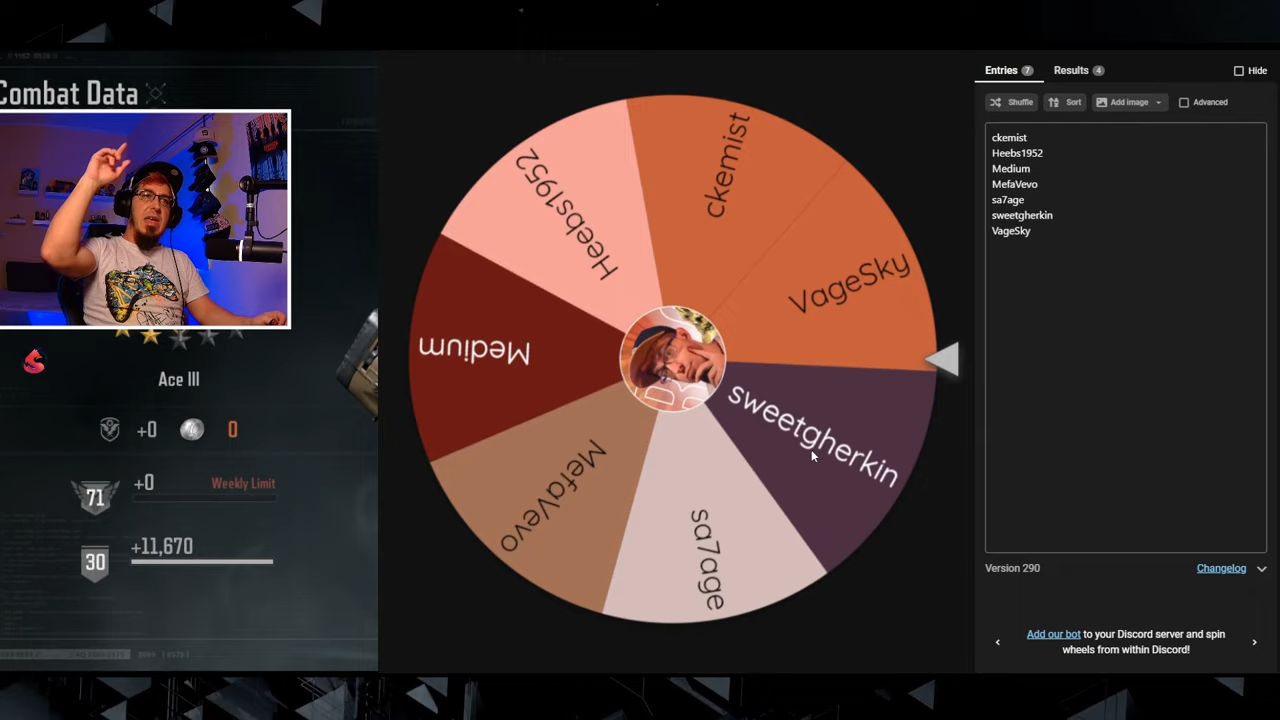 Combat Data
Ace III
+0
0
71
+0
Weekly Limit
30
+11,670
ckemist
VageSky
sweetgherkin
sa7age
MefaVevo
Medium
Heebs1952
Entries 7
Results 4
Hide
Shuffle
Sort
Add image
Advanced
ckemist
Heebs1952
Medium
MefaVevo
sa7age
sweetgherkin
VageSky
Version 290
Changelog
Add our bot to your Discord server and spin
wheels from within Discord!